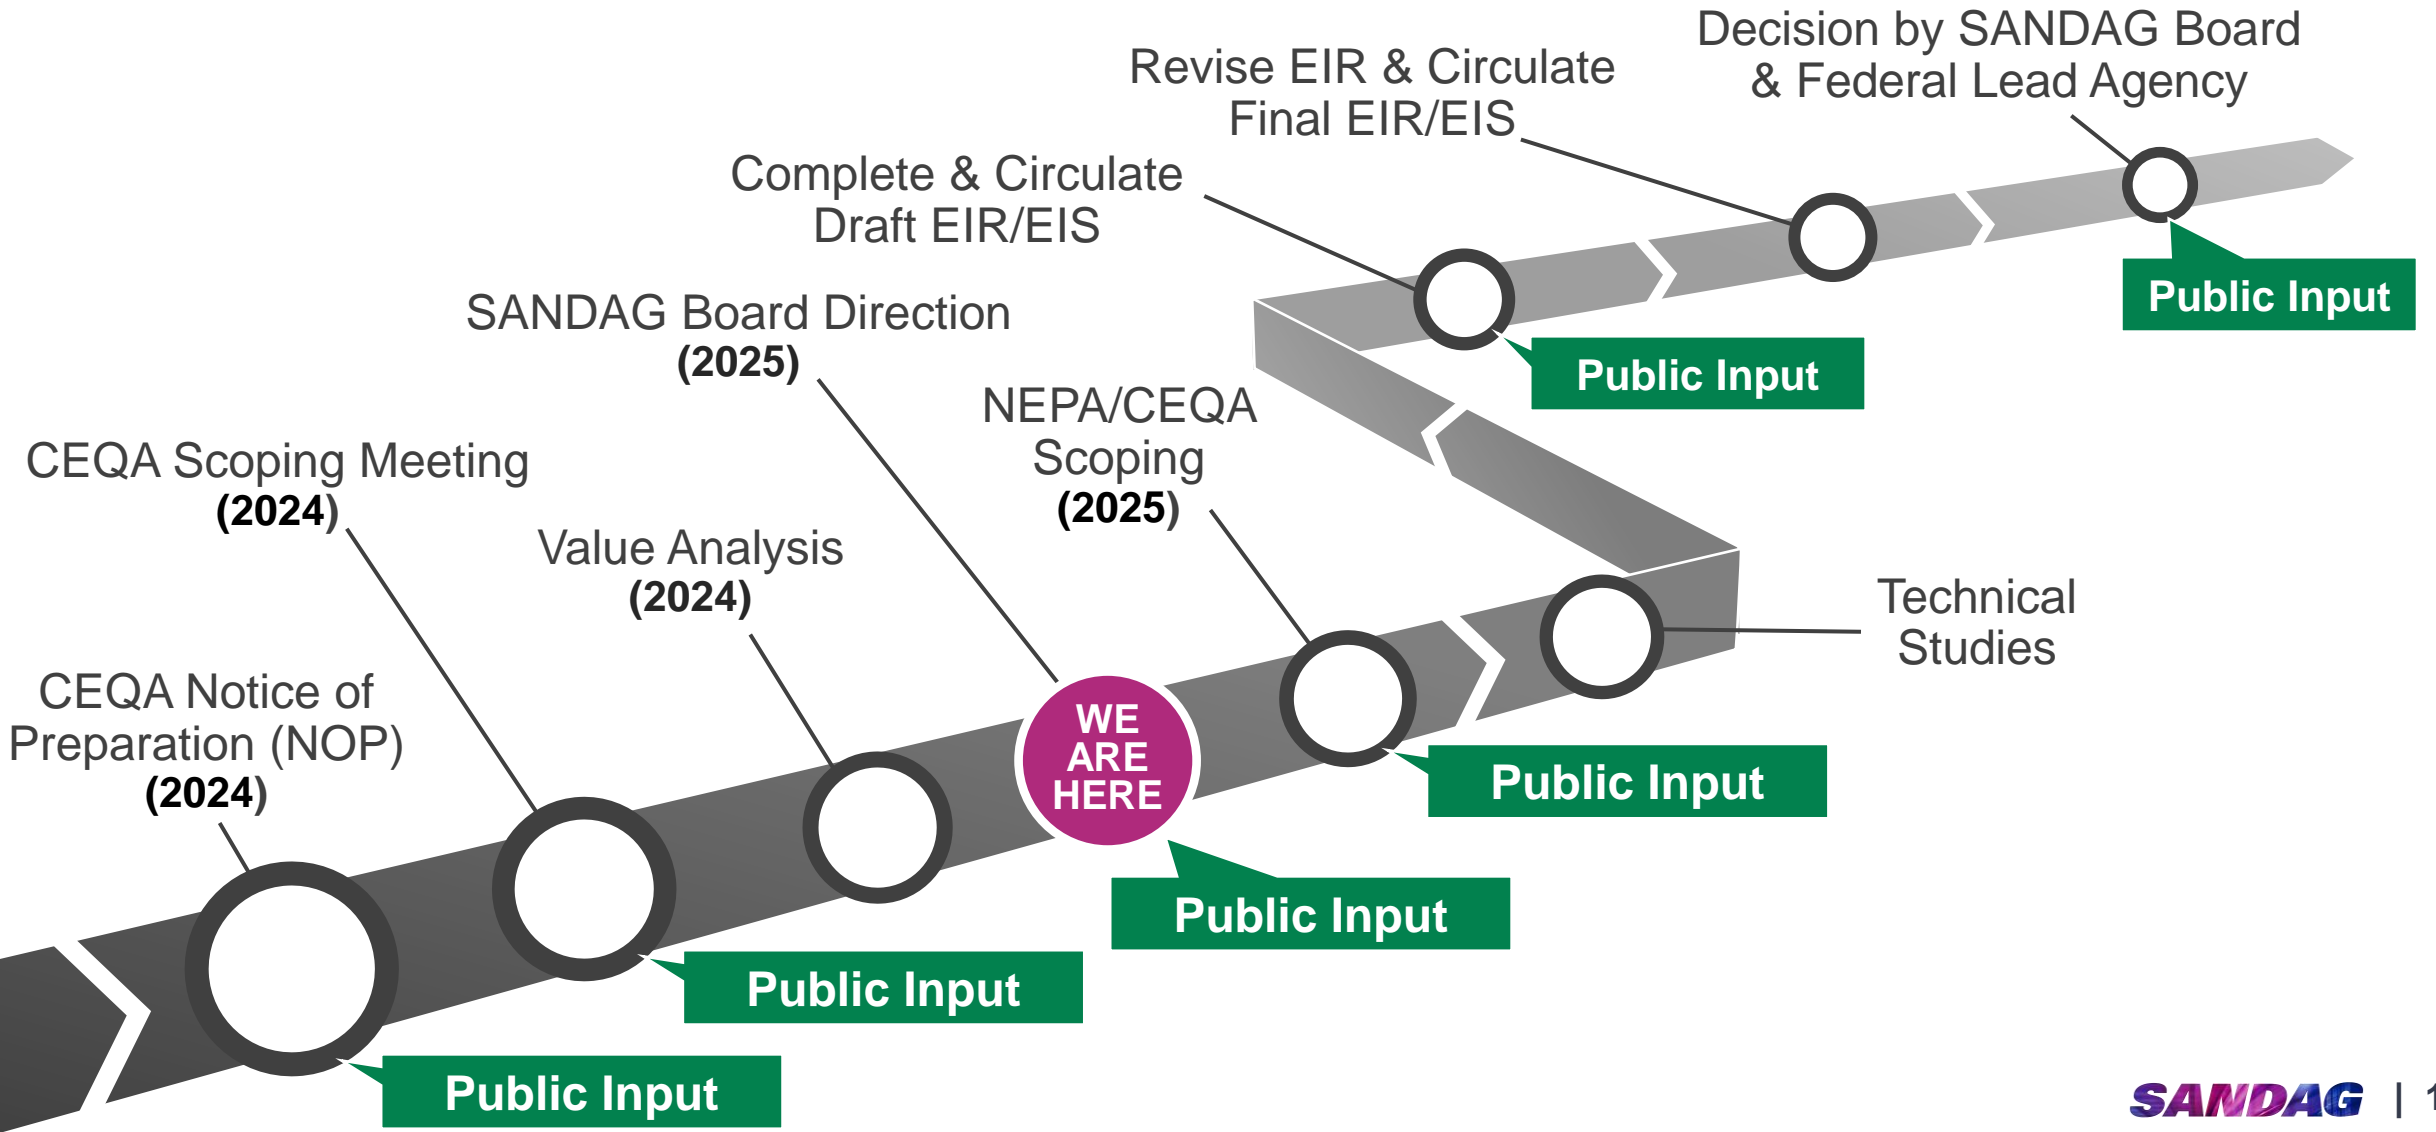 Decision by SANDAG Board
& Federal Lead Agency
Revise EIR & Circulate
Final EIR/EIS
Complete & Circulate
Draft EIR/EIS
SANDAG Board Direction
(2025)
NEPA/CEQA
Scoping
(2025)
CEQA Scoping Meeting
(2024)
Value Analysis
(2024)
CEQA Notice of
Preparation (NOP)
(2024)
Technical
Studies
WE
ARE
HERE
Public Input
Public Input
Public Input
Public Input
Public Input
Public Input
SANDAG | 1